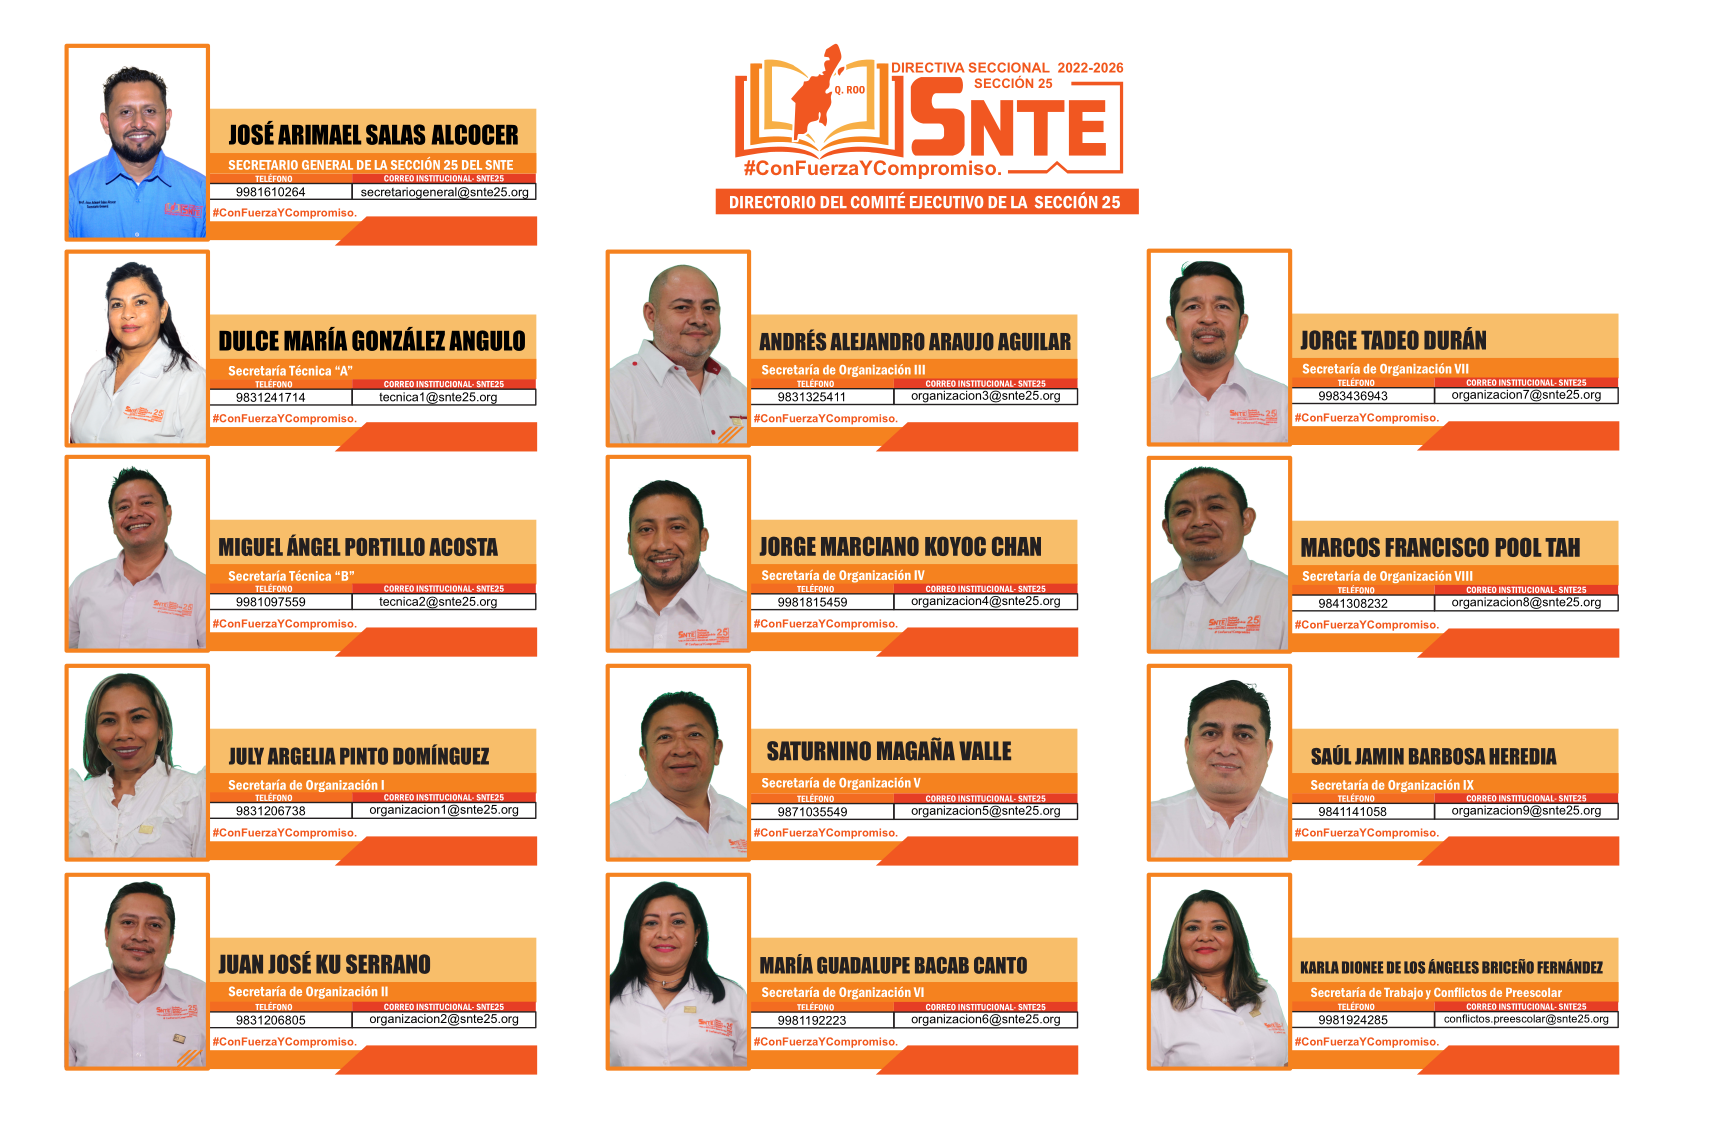 DIRECTIVA SECCIONAL 2022-2026
SECCIÓN 25
Q. ROO
SNTE
#ConFuerzaYCompromiso.
DIRECTORIO DEL COMITÉ EJECUTIVO DE LA SECCIÓN 25
JOSÉ ARIMAEL SALAS ALCOCER
SECRETARIO GENERAL DE LA SECCIÓN 25 DEL SNTE
TELÉFONO CORREO INSTITUCIONAL- SNTE25
9981610264 secretariogeneral@snte25.org
#ConFuerzaYCompromiso.
DULCE MARÍA GONZÁLEZ ANGULO
Secretaría Técnica “A”
TELÉFONO CORREO INSTITUCIONAL- SNTE25
9831241714 tecnica1@snte25.org
#ConFuerzaYCompromiso.
MIGUEL ÁNGEL PORTILLO ACOSTA
Secretaría Técnica “B”
TELÉFONO CORREO INSTITUCIONAL- SNTE25
9981097559 tecnica2@snte25.org
#ConFuerzaYCompromiso.
JULY ARGELIA PINTO DOMÍNGUEZ
Secretaría de Organización I
TELÉFONO CORREO INSTITUCIONAL- SNTE25
9831206738 organizacion1@snte25.org
#ConFuerzaYCompromiso.
JUAN JOSÉ KU SERRANO
Secretaría de Organización II
TELÉFONO CORREO INSTITUCIONAL- SNTE25
9831206805 organizacion2@snte25.org
#ConFuerzaYCompromiso.
ANDRÉS ALEJANDRO ARAUJO AGUILAR
Secretaría de Organización III
TELÉFONO CORREO INSTITUCIONAL- SNTE25
9831325411 organizacion3@snte25.org
#ConFuerzaYCompromiso.
JORGE MARCIANO KOYOC CHAN
Secretaría de Organización IV
TELÉFONO CORREO INSTITUCIONAL- SNTE25
9981815459 organizacion4@snte25.org
#ConFuerzaYCompromiso.
SATURNINO MAGAÑA VALLE
Secretaría de Organización V
TELÉFONO CORREO INSTITUCIONAL- SNTE25
9871035549 organizacion5@snte25.org
#ConFuerzaYCompromiso.
MARÍA GUADALUPE BACAB CANTO
Secretaría de Organización VI
TELÉFONO CORREO INSTITUCIONAL- SNTE25
9981192223 organizacion6@snte25.org
#ConFuerzaYCompromiso.
JORGE TADEO DURÁN
Secretaría de Organización VII
TELÉFONO CORREO INSTITUCIONAL- SNTE25
9983436943 organizacion7@snte25.org
#ConFuerzaYCompromiso.
MARCOS FRANCISCO POOL TAH
Secretaría de Organización VIII
TELÉFONO CORREO INSTITUCIONAL- SNTE25
9841308232 organizacion8@snte25.org
#ConFuerzaYCompromiso.
SAÚL JAMIN BARBOSA HEREDIA
Secretaría de Organización IX
TELÉFONO CORREO INSTITUCIONAL- SNTE25
9841141058 organizacion9@snte25.org
#ConFuerzaYCompromiso.
KARLA DIONEE DE LOS ÁNGELES BRICEÑO FERNÁNDEZ
Secretaría de Trabajo y Conflictos de Preescolar
TELÉFONO CORREO INSTITUCIONAL- SNTE25
9981924285 conflictos.preescolar@snte25.org
#ConFuerzaYCompromiso.